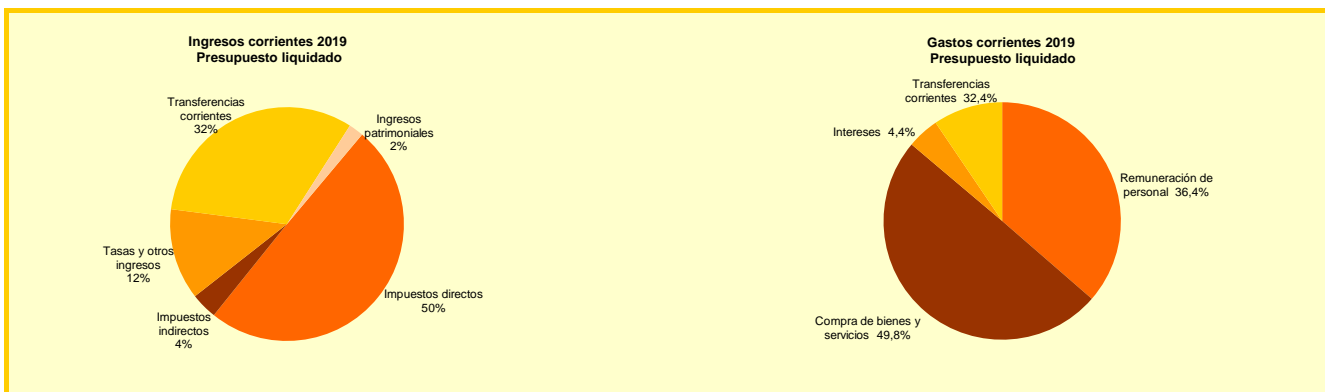 Ingresos corrientes 2019
Presupuesto liquidado
Transferencias
corrientes
32%
Ingresos
patrimoniales
2%
Tasas y otros
ingresos
12%
Impuestos directos
50%
Impuestos
indirectos
4%
Gastos corrientes 2019
Presupuesto liquidado
Transferencias
corrientes 32,4%
Intereses 4,4%
Remuneración de
personal 36,4%
Compra de bienes y
servicios 49,8%